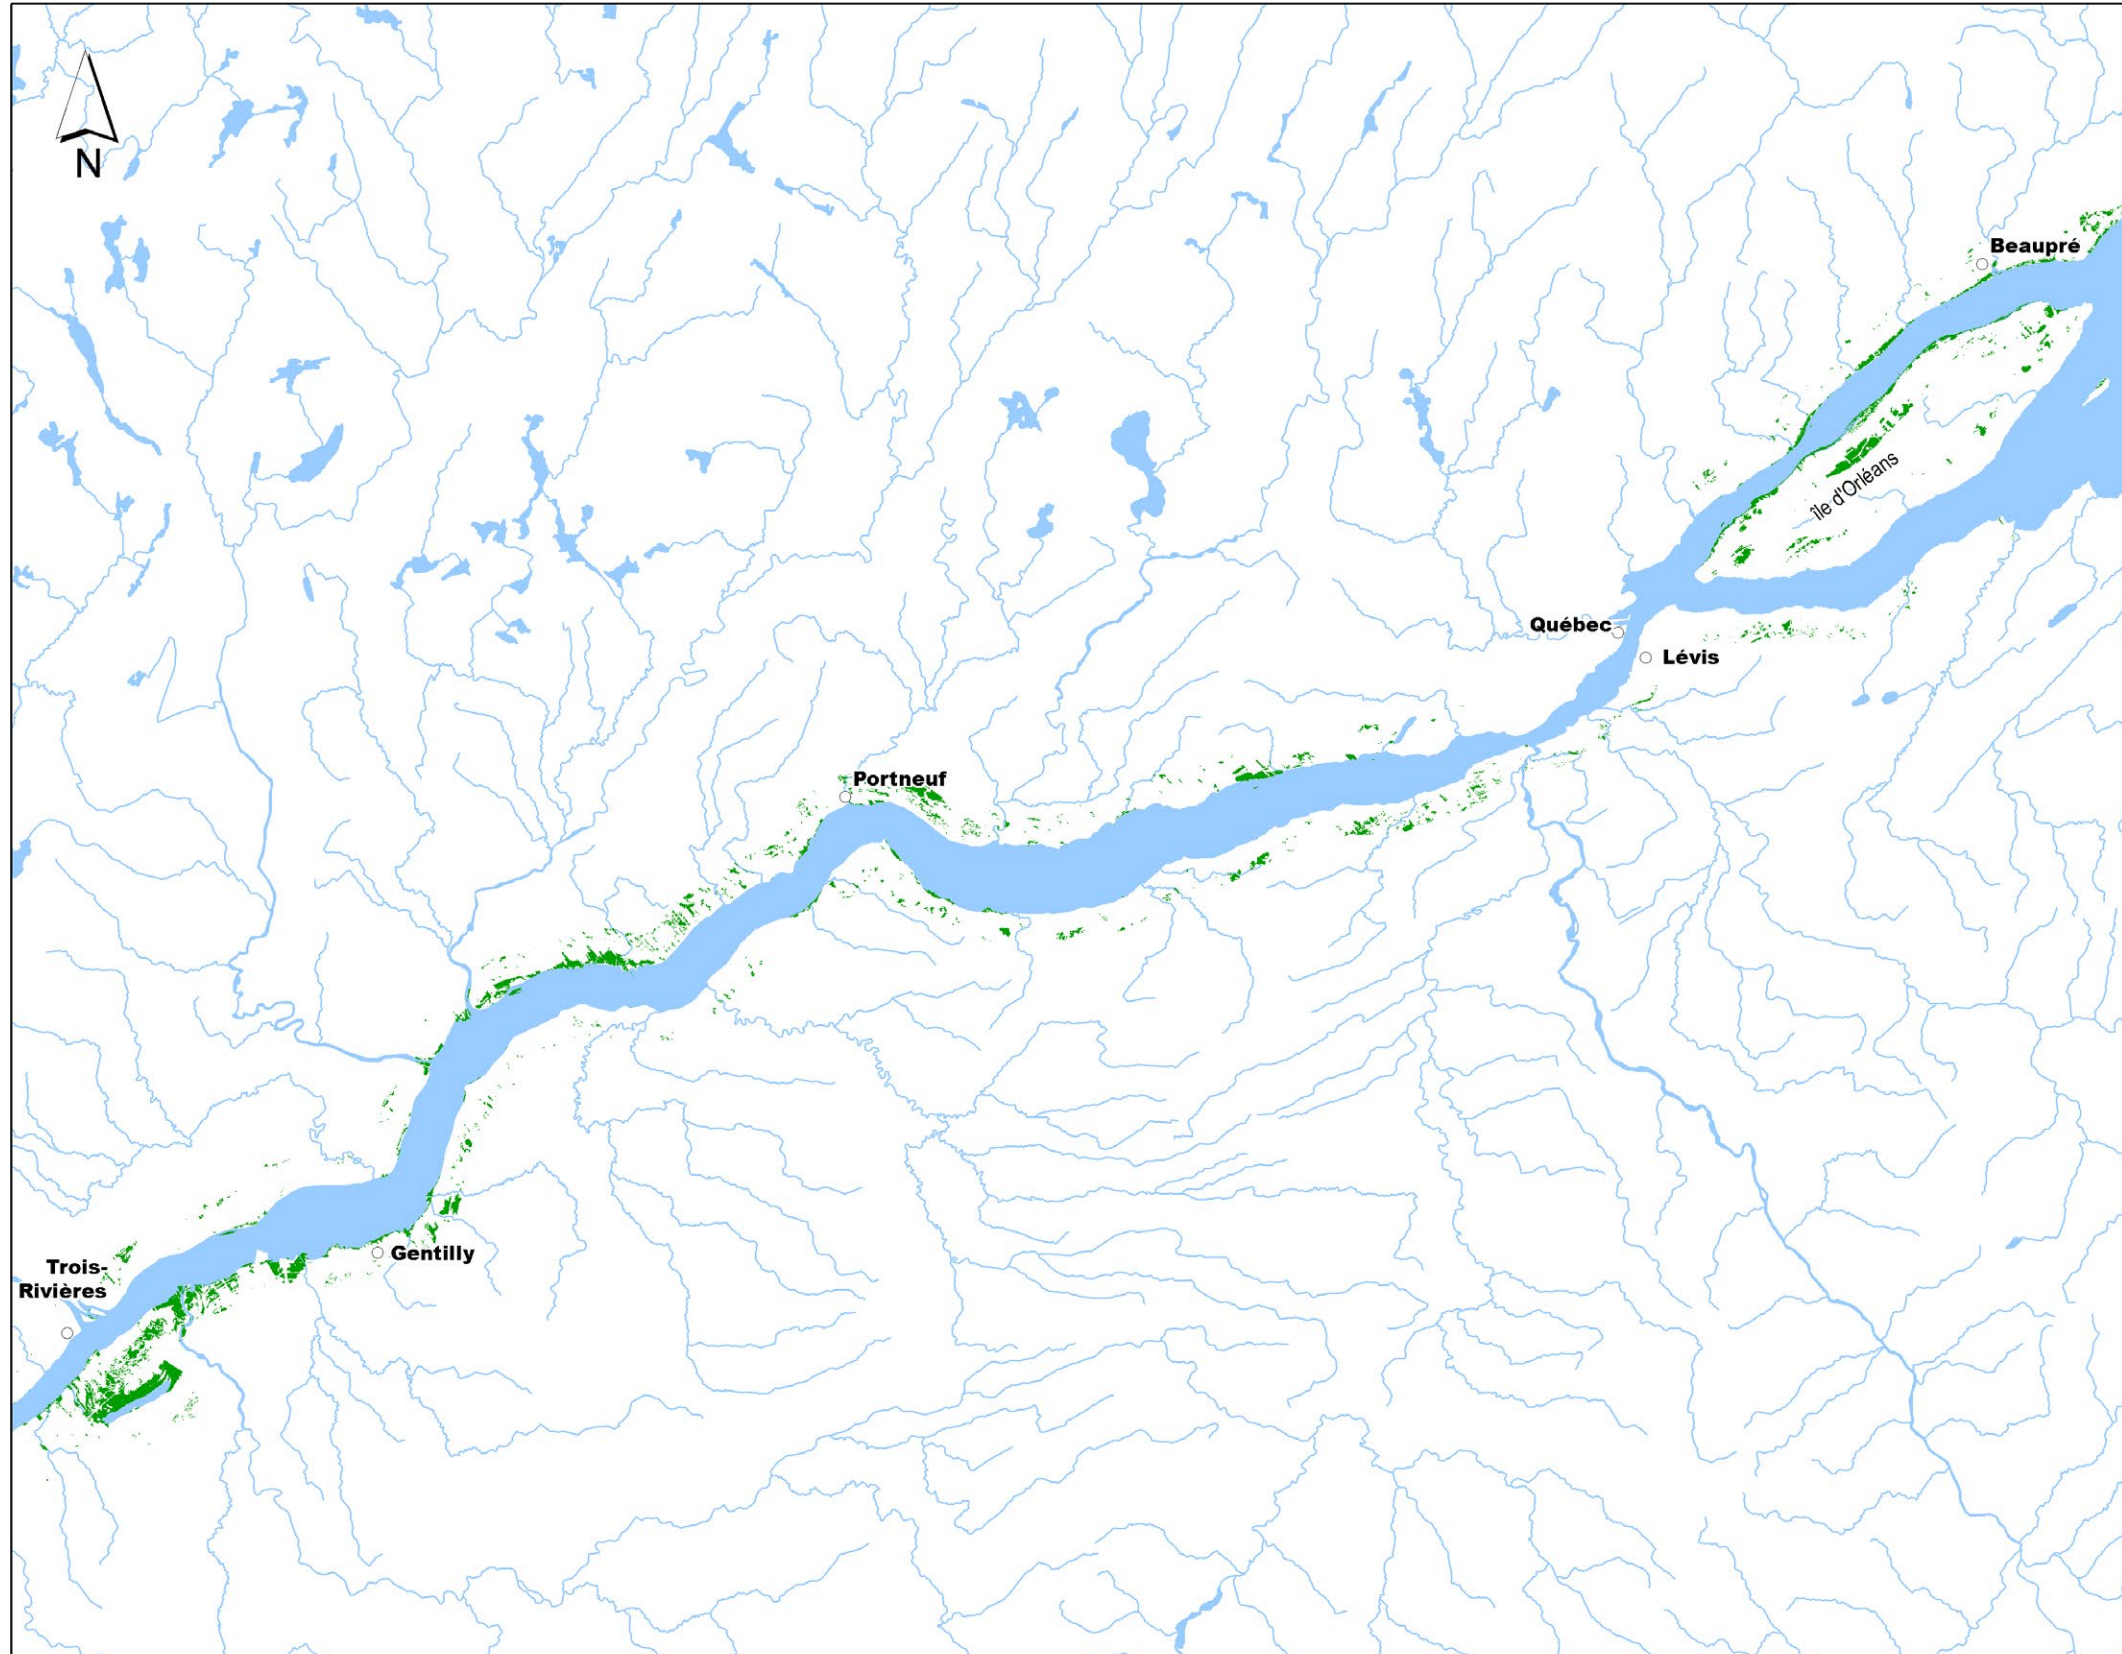 N
Beaupré
île d'Orléans
Québec
Lévis
Portneuf
Gentilly
Trois-
Rivières